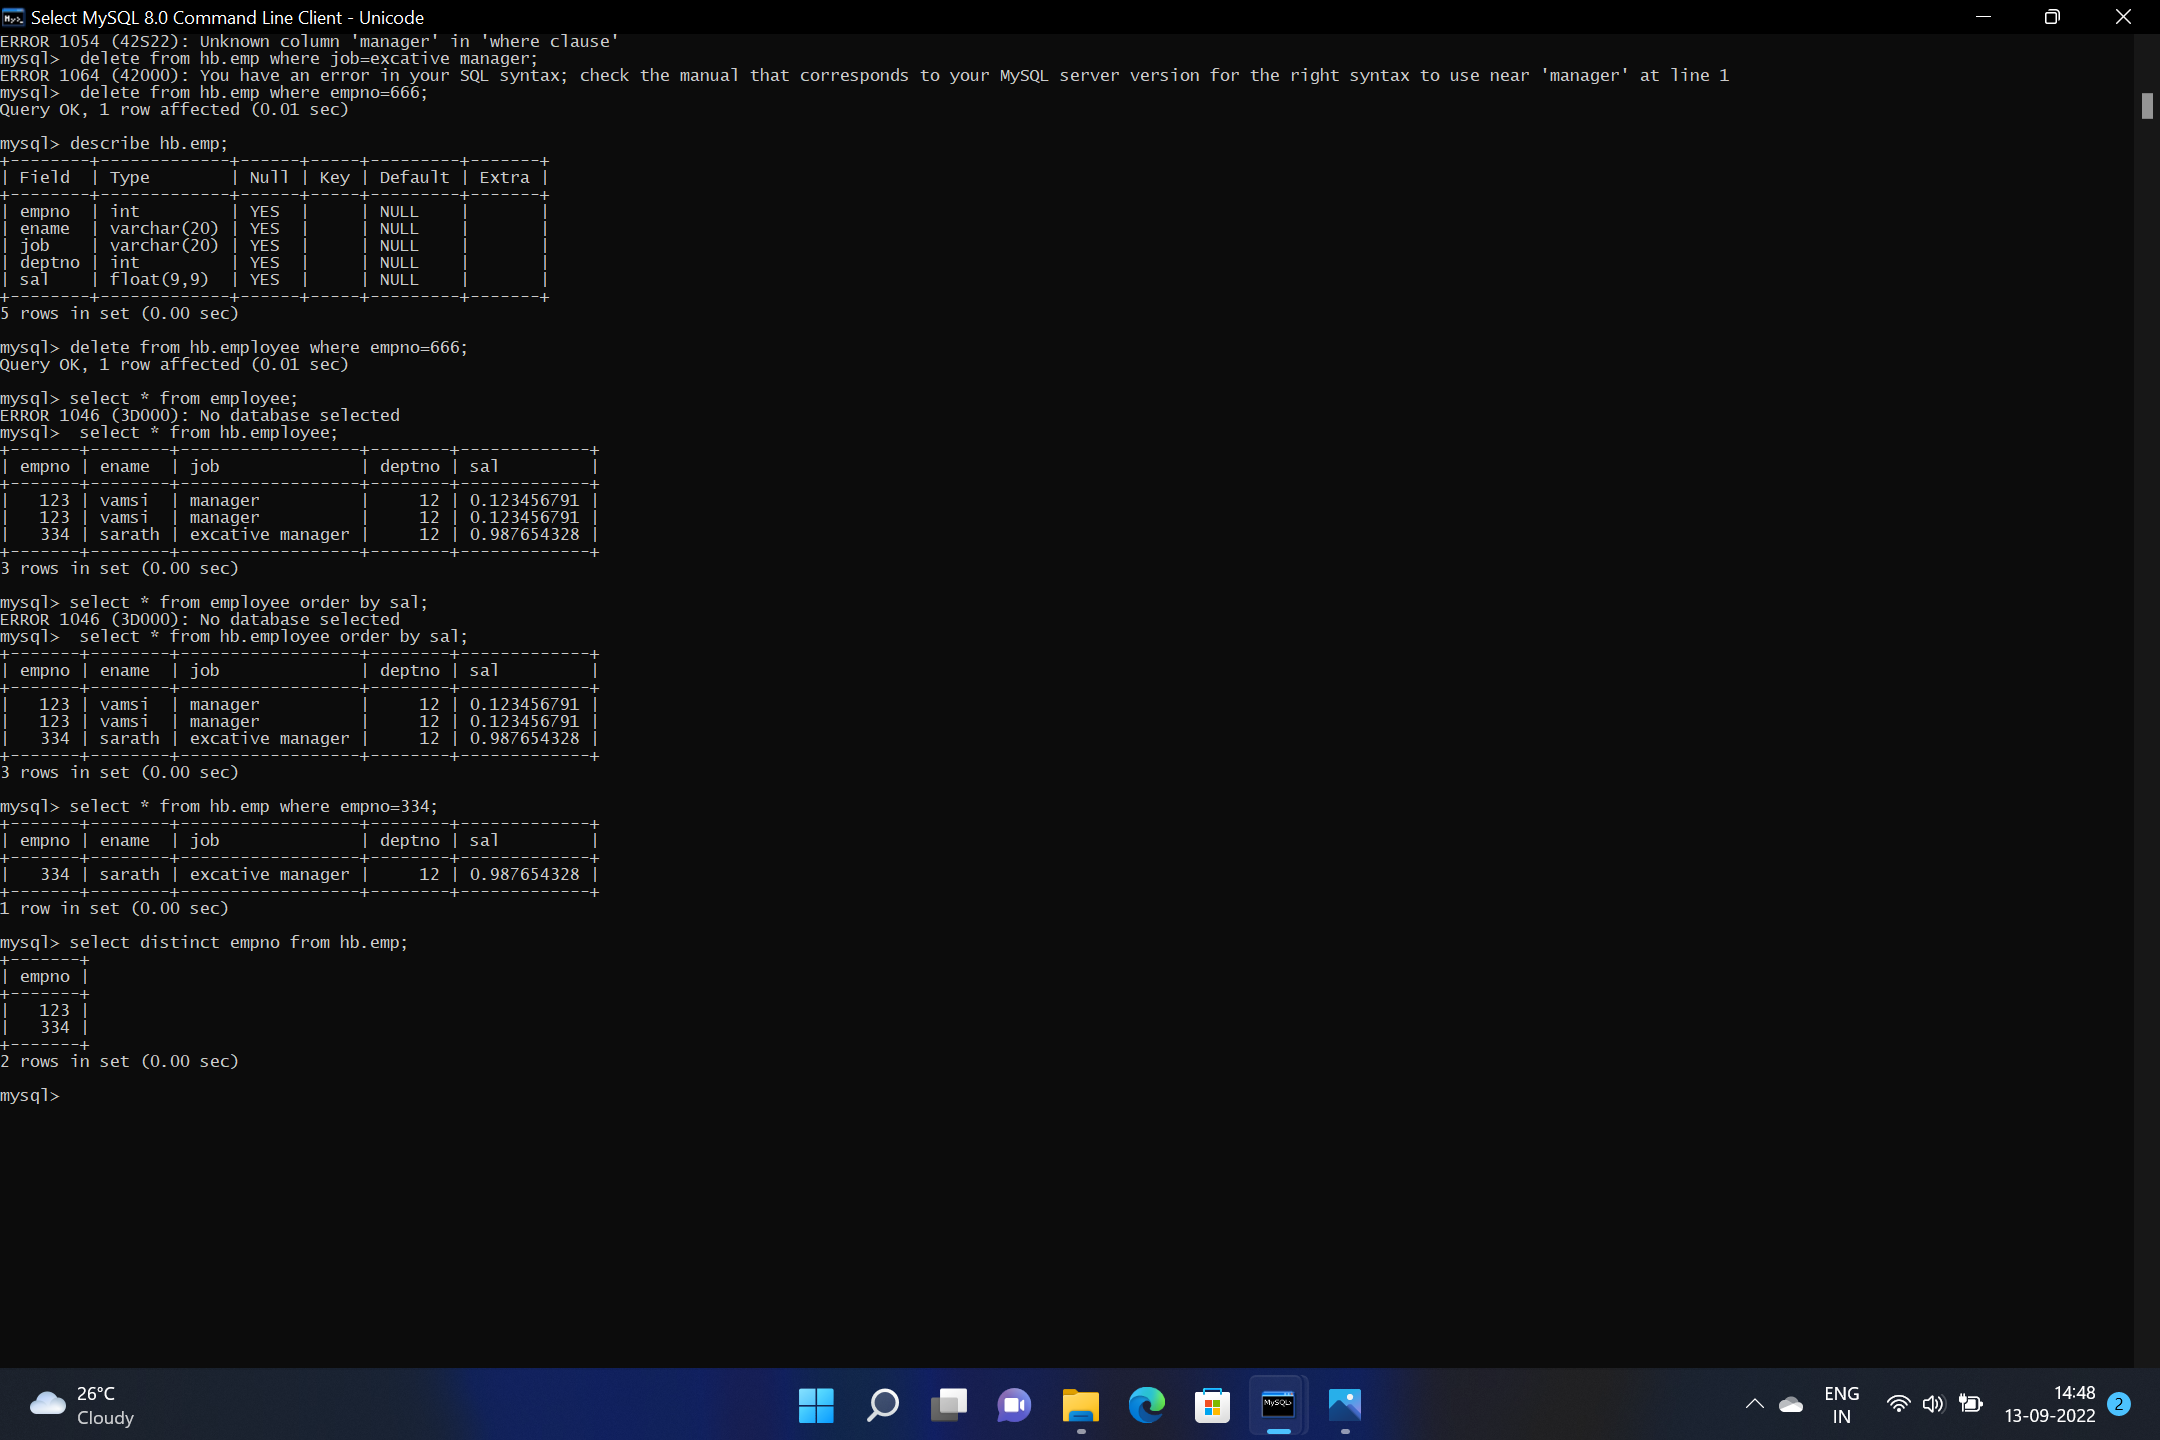 Select MySQL 8.0 Command Line Client - Unicode
ERROR 1054 (42S22): Unknown column 'manager' in 'where clause'
mysql>  delete from hb.emp where job=excative manager;
ERROR 1064 (42000): You have an error in your SQL syntax; check the manual that corresponds to your MySQL server version for the right syntax to use near 'manager' at line 1
mysql>  delete from hb.emp where empno=666;
Query OK, 1 row affected (0.01 sec)
mysql> describe hb.emp;
+---------+-------------+------+-----+---------+-------+
| Field  | Type        | Null | Key | Default | Extra |
+---------+-------------+------+-----+---------+-------+
| empno  | int         | YES  |     | NULL    |       |
| ename  | varchar(20) | YES  |     | NULL    |       |
| job    | varchar(20) | YES  |     | NULL    |       |
| deptno | int         | YES  |     | NULL    |       |
| sal    | float(9,9)  | YES  |     | NULL    |       |
+---------+-------------+------+-----+---------+-------+
5 rows in set (0.00 sec)
mysql> delete from hb.employee where empno=666;
Query OK, 1 row affected (0.01 sec)
mysql> select * from employee;
ERROR 1046 (3D000): No database selected
mysql>  select * from hb.employee;
+-------+--------+------------------+--------+-------------+
| empno | ename  | job              | deptno | sal         |
+-------+--------+------------------+--------+-------------+
|   123 | vamsi  | manager          |     12 | 0.123456791 |
|   123 | vamsi  | manager          |     12 | 0.123456791 |
|   334 | sarath | excative manager |     12 | 0.987654328 |
+-------+--------+------------------+--------+-------------+
3 rows in set (0.00 sec)
mysql> select * from employee order by sal;
ERROR 1046 (3D000): No database selected
mysql>  select * from hb.employee order by sal;
+-------+--------+------------------+--------+-------------+
| empno | ename  | job              | deptno | sal         |
+-------+--------+------------------+--------+-------------+
|   123 | vamsi  | manager          |     12 | 0.123456791 |
|   123 | vamsi  | manager          |     12 | 0.123456791 |
|   334 | sarath | excative manager |     12 | 0.987654328 |
+-------+--------+------------------+--------+-------------+
3 rows in set (0.00 sec)
mysql> select * from hb.emp where empno=334;
+-------+--------+------------------+--------+-------------+
| empno | ename  | job              | deptno | sal         |
+-------+--------+------------------+--------+-------------+
|   334 | sarath | excative manager |     12 | 0.987654328 |
+-------+--------+------------------+--------+-------------+
1 row in set (0.00 sec)
mysql> select distinct empno from hb.emp;
+-------+
| empno |
+-------+
|   123 |
|   334 |
+-------+
2 rows in set (0.00 sec)
mysql>
26°C
Cloudy
MySQL>
ENG
IN
14:48
13-09-2022
2